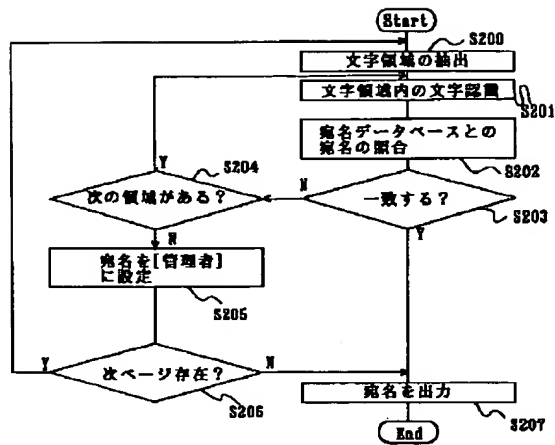 Start
S200
文字領域の抽出
文字領域内の文字認識
S201
宛名データベースとの
宛名の照合
S202
Y
S204
次の領域がある?
N
一致する?
S203
N
Y
宛名を[管理者]
に設定
S205
Y
次ページ存在?
N
S206
宛名を出力
S207
End